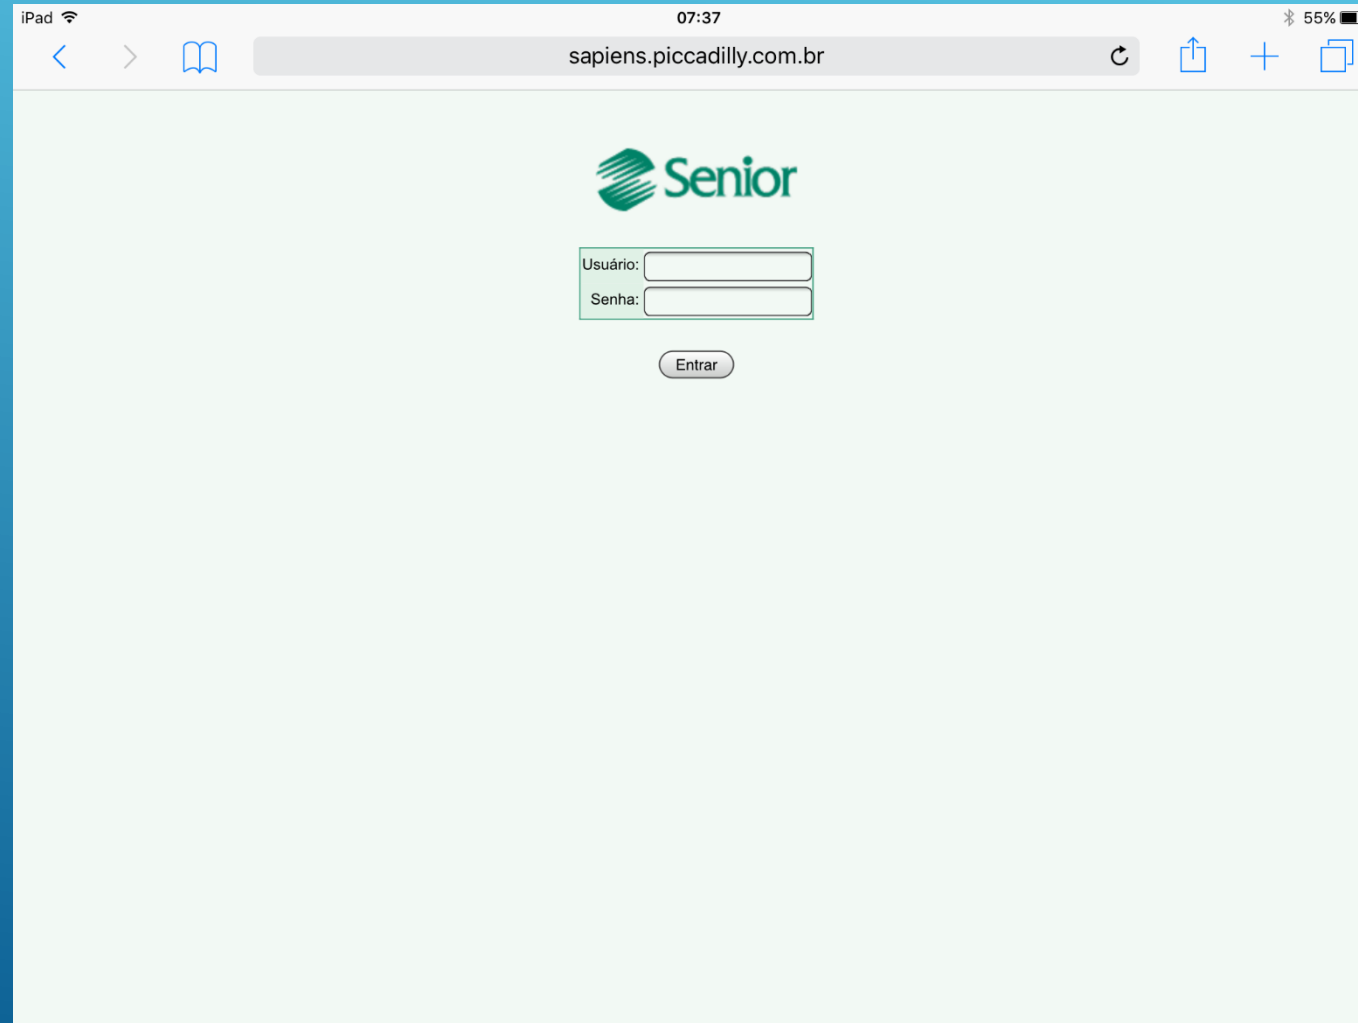 iPad 07:37 55%
sapiens.piccadilly.com.br
Senior
Usuário:
Senha:
Entrar